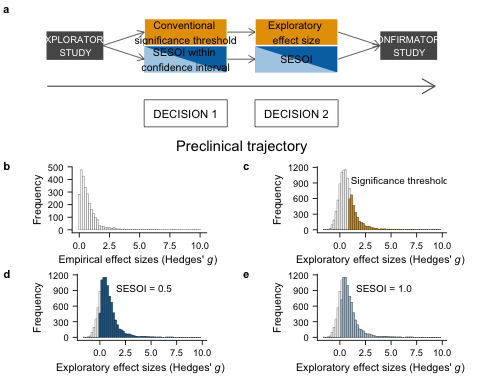 a
XPLORATOR
STUDY
Conventional
significance threshold
SESOI within
confidence interval
Exploratory
effect size
SESOI
ONFIRMATOR
STUDY
DECISION 1
DECISION 2
Preclinical trajectory
b
Frequency
500
400
300
200
100
0
0.0
2.5
5.0
7.5
10.0
Empirical effect sizes (Hedges' g)
c
Frequency
1200
900
600
300
0
Significance threshold
0.0
2.5
5.0
7.5
10.0
Exploratory effect sizes (Hedges' g)
d
Frequency
1200
900
600
300
0
SESOI = 0.5
0.0
2.5
5.0
7.5
10.0
Exploratory effect sizes (Hedges' g)
e
Frequency
1200
900
600
300
0
SESOI = 1.0
0.0
2.5
5.0
7.5
10.0
Exploratory effect sizes (Hedges' g)